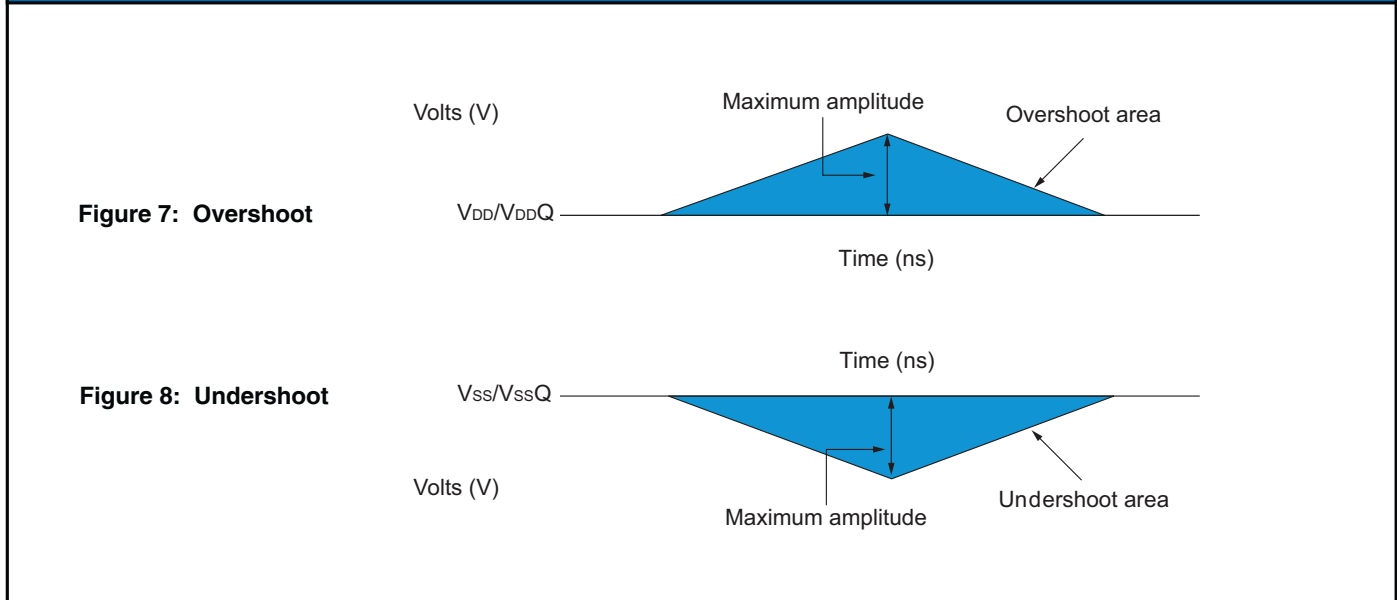 Volts (V)
Maximum amplitude
Overshoot area
Figure 7: Overshoot
VDD/VDDQ
Time (ns)
Time (ns)
Figure 8: Undershoot
VSS/VSSQ
Volts (V)
Undershoot area
Maximum amplitude